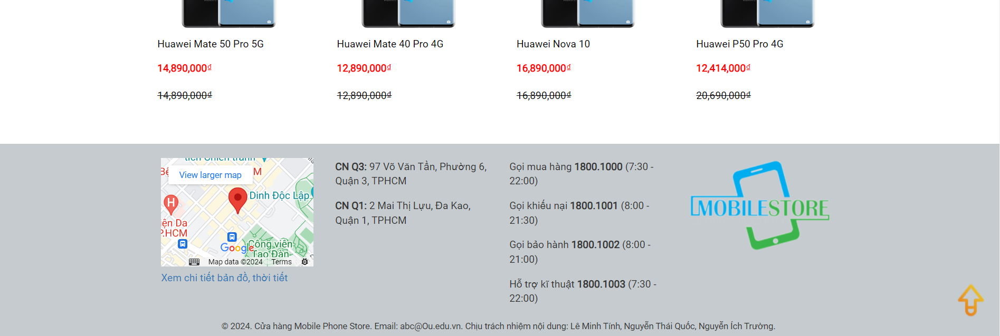 Huawei Mate 50 Pro 5G
Huawei Mate 40 Pro 4G
Huawei Nova 10
Huawei P50 Pro 4G
14,890,000₫
12,890,000₫
16,890,000₫
12,414,000₫
14,890,000₫
12,890,000₫
16,890,000₫
20,690,000₫
View larger map
M
Dinh Độc Lập
H
P.HCM
Công viên
Tao Đàn
Google
Map data ©2024
Terms
Xem chi tiết bản đồ, thời tiết
CN Q3: 97 Võ Văn Tần, Phường 6,
Quận 3, TPHCM
CN Q1: 2 Mai Thị Lựu, Đa Kao,
Quận 1, TPHCM
Gọi mua hàng 1800.1000 (7:30 -
22:00)
Gọi khiếu nại 1800.1001 (8:00 -
21:30)
Gọi bảo hành 1800.1002 (8:00 -
21:00)
Hỗ trợ kĩ thuật 1800.1003 (7:30 -
22:00)
MOBILESTORE
© 2024. Cửa hàng Mobile Phone Store. Email: abc@Ou.edu.vn. Chịu trách nhiệm nội dung: Lê Minh Tính, Nguyễn Thái Quốc, Nguyễn Ích Trường.